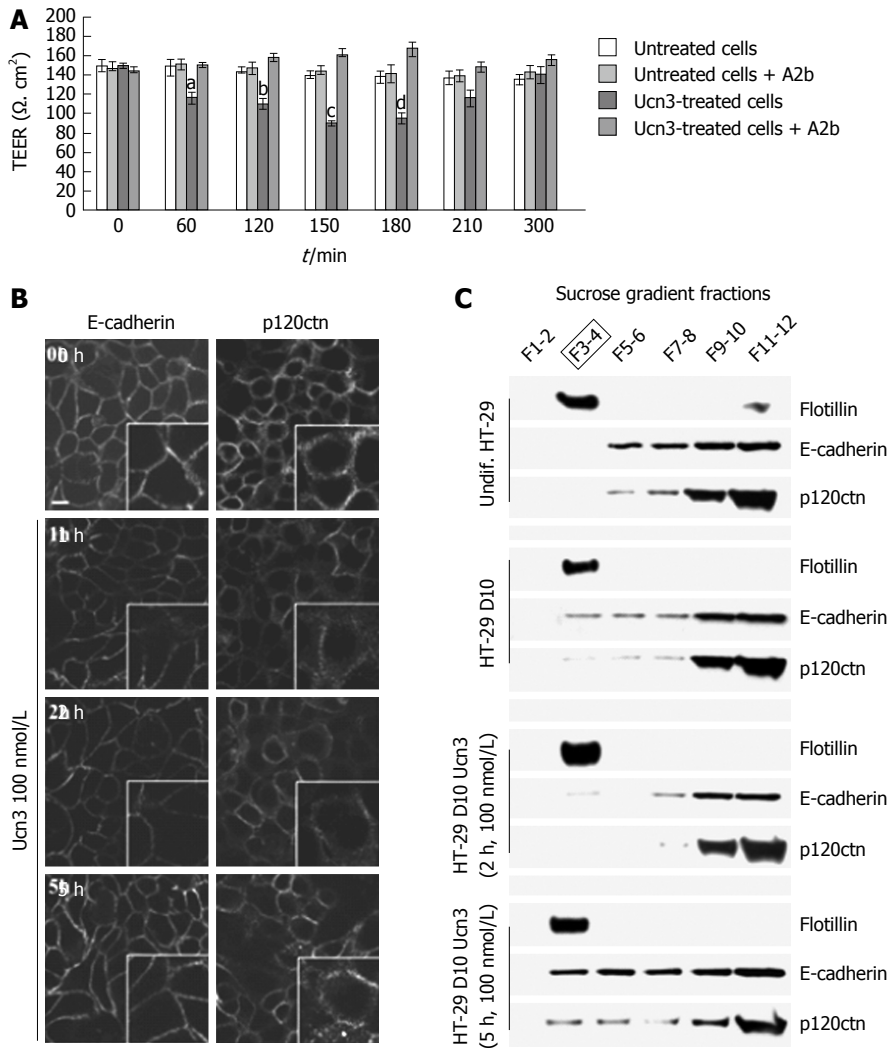 A
TEER (Ω. cm²)
200
180
160
140
120
100
80
60
40
20
0
a
b
c
d
0 60 120 150 180 210 300
t/min
Untreated cells
Untreated cells + A2b
Ucn3-treated cells
Ucn3-treated cells + A2b
B
E-cadherin p120ctn
0 h
1 h
2 h
5 h
Ucn3 100 nmol/L
C
Sucrose gradient fractions
F1-2 F3-4 F5-6 F7-8 F9-10 F11-12
Undif. HT-29
Flotillin
E-cadherin
p120ctn
HT-29 D10
Flotillin
E-cadherin
p120ctn
HT-29 D10 Ucn3
(2 h, 100 nmol/L)
Flotillin
E-cadherin
p120ctn
HT-29 D10 Ucn3
(5 h, 100 nmol/L)
Flotillin
E-cadherin
p120ctn